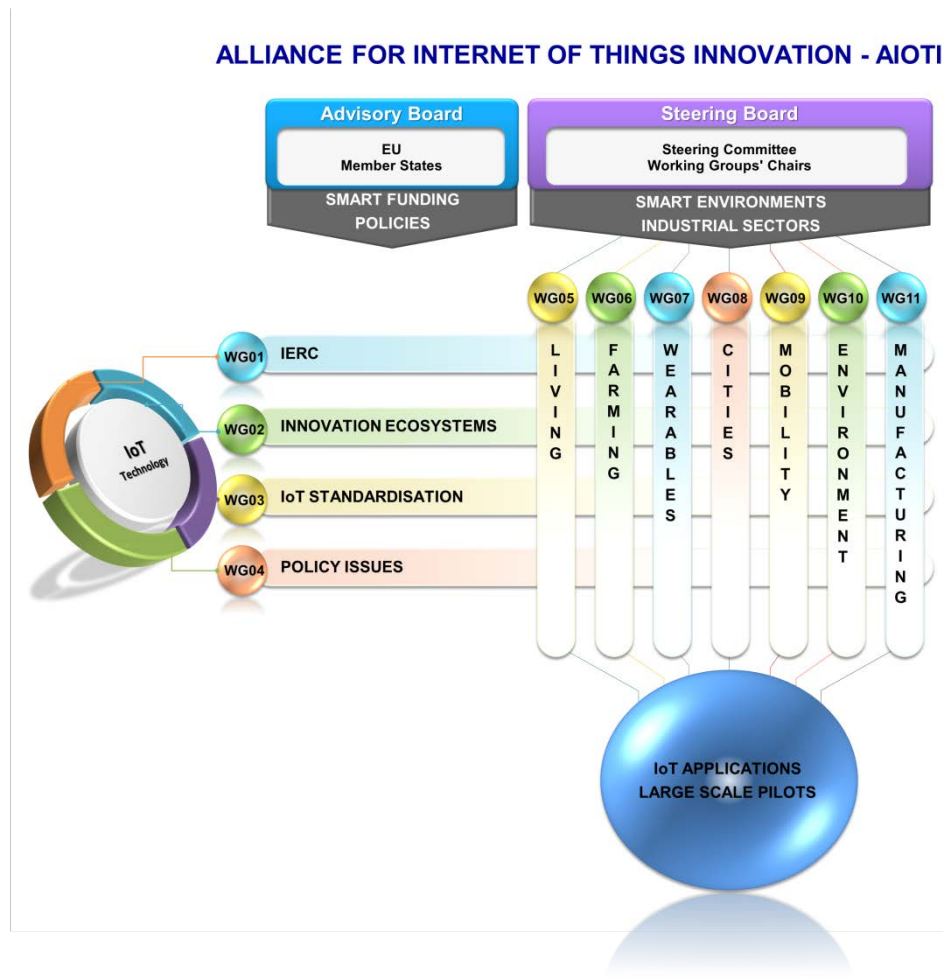 ALLIANCE FOR INTERNET OF THINGS INNOVATION - AIOTI
Advisory Board
EU
Member States
SMART FUNDING
POLICIES
Steering Board
Steering Committee
Working Groups' Chairs
SMART ENVIRONMENTS
INDUSTRIAL SECTORS
WG05
WG06
WG07
WG08
WG09
WG10
WG11
LIVING
FARMING
WEARABLES
CITIES
MOBILITY
ENVIRONMENT
MANUFACTURING
IoT
Technology
WG01
IERC
WG02
INNOVATION ECOSYSTEMS
WG03
IoT STANDARDISATION
WG04
POLICY ISSUES
IoT APPLICATIONS
LARGE SCALE PILOTS